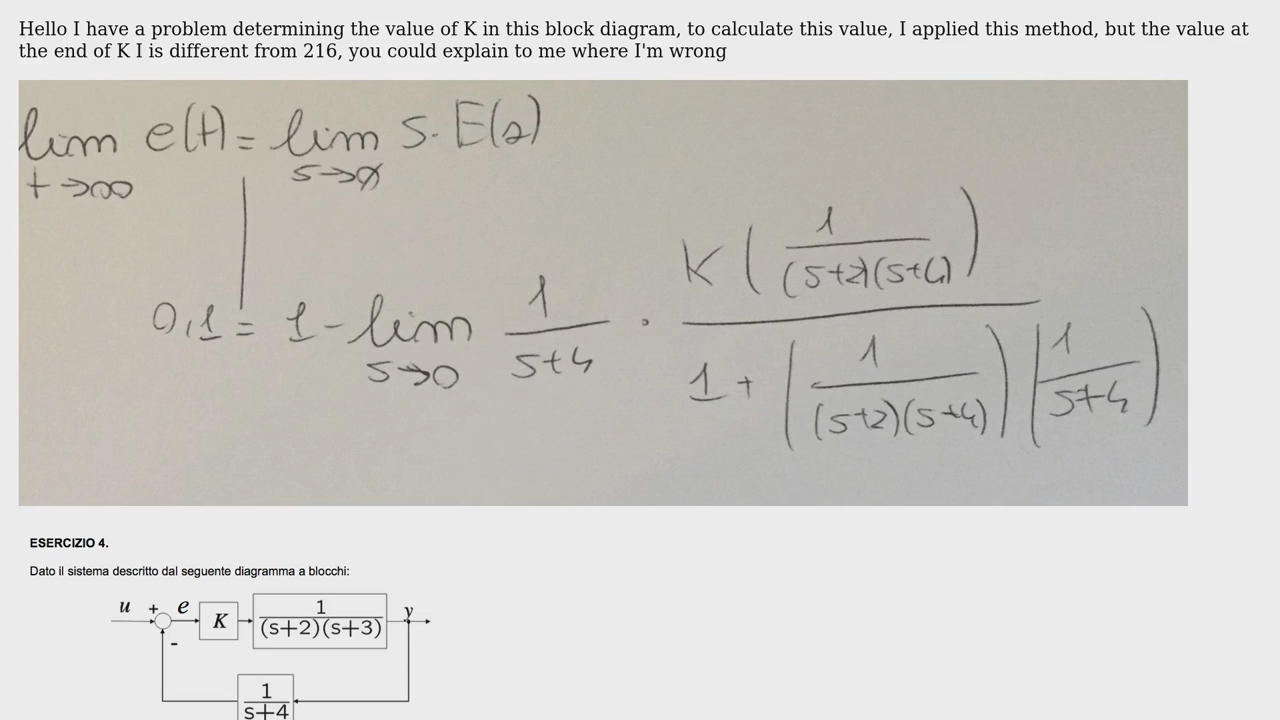 Hello I have a problem determining the value of K in this block diagram, to calculate this value, I applied this method, but the value at
the end of K I is different from 216, you could explain to me where I'm wrong
lim e(t) = lim s. E(s)
t→∞ s→0
0,1 = 1 - lim 1/(s+4) · K(1/((s+2)(s+4))) / (1 + (1/((s+2)(s+4)))(1/(s+4)))
s→0
ESERCIZIO 4.
Dato il sistema descritto dal seguente diagramma a blocchi:
u + e K 1/((s+2)(s+3)) y
-
1/(s+4)